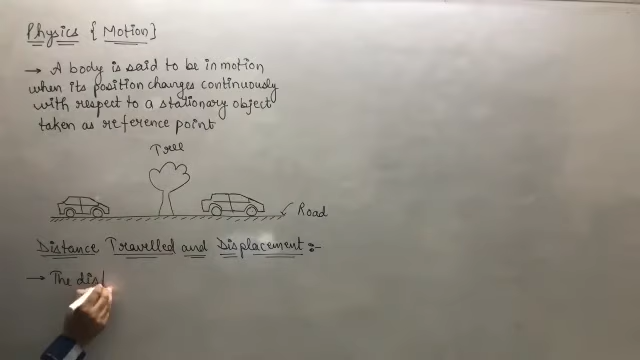 Physics { Motion }
→ A body is said to be in motion
when its position changes continuously
with respect to a stationary object
taken as reference point
Tree
Road
Distance Travelled and Displacement :-
→ The dis